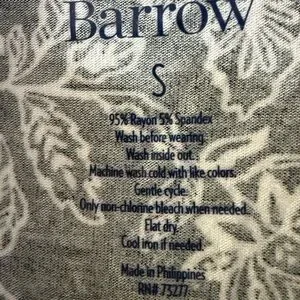 Barrow
S
95% Rayon 5% Spandex
Wash before wearing.
Wash inside out.
Machine wash cold with like colors.
Gentle cycle.
Only non-chlorine bleach when needed.
Flat dry.
Cool iron if needed.
Made in Philippines
RN# 73277